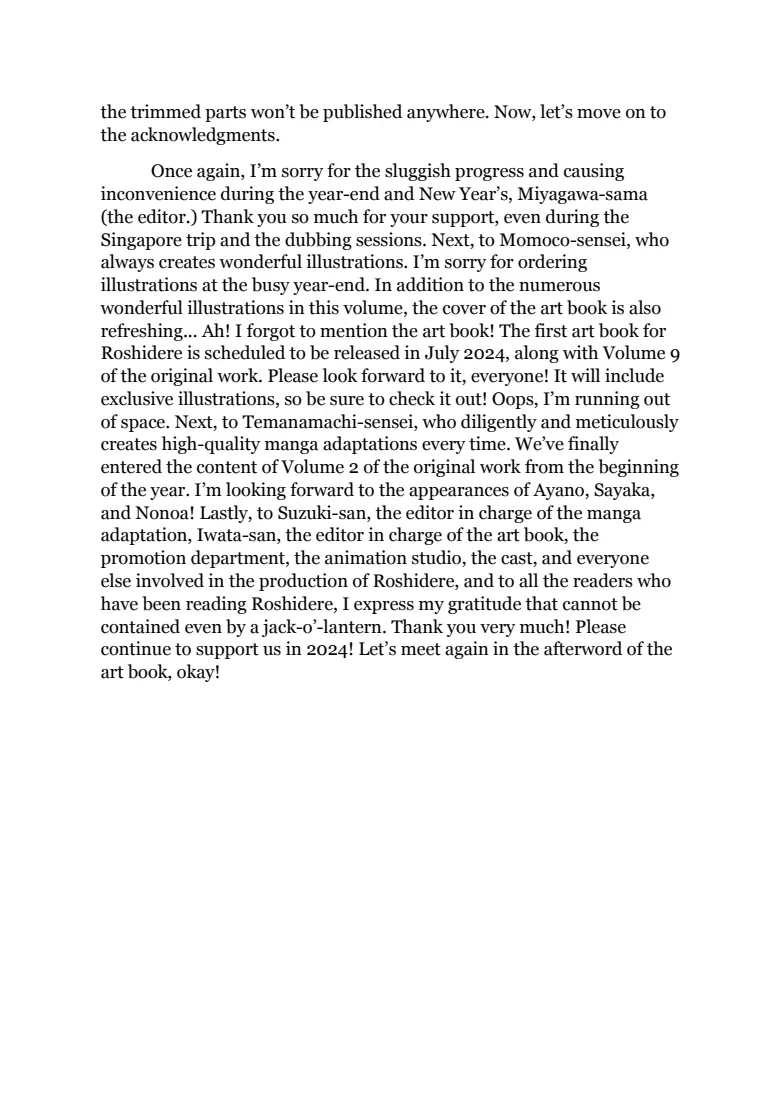 the trimmed parts won’t be published anywhere. Now, let’s move on to
the acknowledgments.
Once again, I’m sorry for the sluggish progress and causing
inconvenience during the year-end and New Year’s, Miyagawa-sama
(the editor.) Thank you so much for your support, even during the
Singapore trip and the dubbing sessions. Next, to Momoco-sensei, who
always creates wonderful illustrations. I’m sorry for ordering
illustrations at the busy year-end. In addition to the numerous
wonderful illustrations in this volume, the cover of the art book is also
refreshing... Ah! I forgot to mention the art book! The first art book for
Roshidere is scheduled to be released in July 2024, along with Volume 9
of the original work. Please look forward to it, everyone! It will include
exclusive illustrations, so be sure to check it out! Oops, I’m running out
of space. Next, to Temanamachi-sensei, who diligently and meticulously
creates high-quality manga adaptations every time. We’ve finally
entered the content of Volume 2 of the original work from the beginning
of the year. I’m looking forward to the appearances of Ayano, Sayaka,
and Nonoa! Lastly, to Suzuki-san, the editor in charge of the manga
adaptation, Iwata-san, the editor in charge of the art book, the
promotion department, the animation studio, the cast, and everyone
else involved in the production of Roshidere, and to all the readers who
have been reading Roshidere, I express my gratitude that cannot be
contained even by a jack-o’-lantern. Thank you very much! Please
continue to support us in 2024! Let’s meet again in the afterword of the
art book, okay!